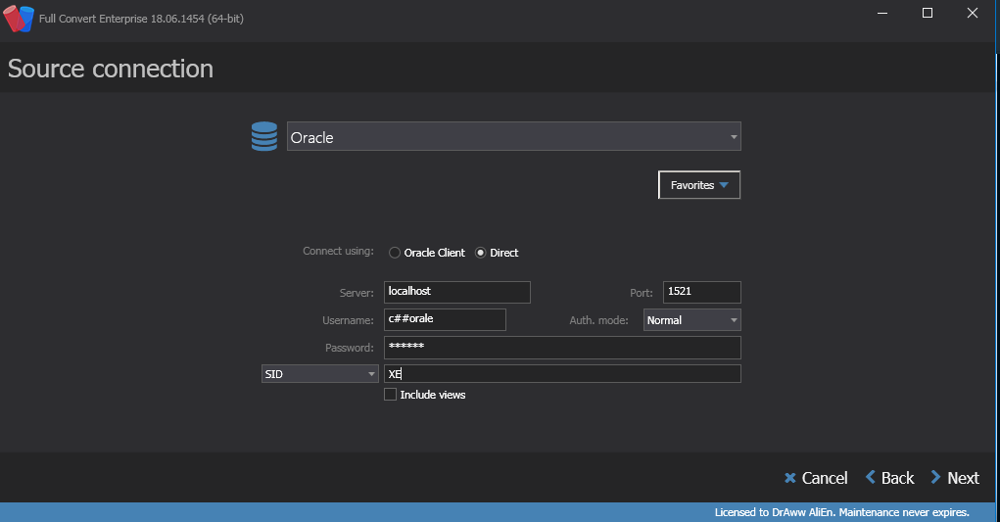 Full Convert Enterprise 18.06.1454 (64-bit)
Source connection
Oracle
Favorites
Connect using: Oracle Client Direct
Server: localhost Port: 1521
Username: c##orale Auth. mode: Normal
Password: ******
SID XE
Include views
Cancel Back Next
Licensed to DrAww AliEn. Maintenance never expires.